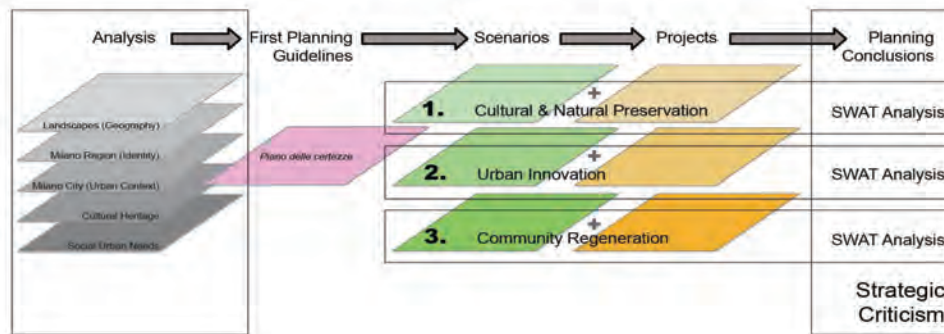 Analysis
First Planning
Guidelines
Scenarios
Projects
Planning
Conclusions
Landscapes (Geography)
Milano Region (Identity)
Milano City (Urban Context)
Cultural Heritage
Social Urban Needs
Piano delle certezze
+
1. Cultural & Natural Preservation
SWAT Analysis
+
2. Urban Innovation
SWAT Analysis
+
3. Community Regeneration
SWAT Analysis
Strategic
Criticism